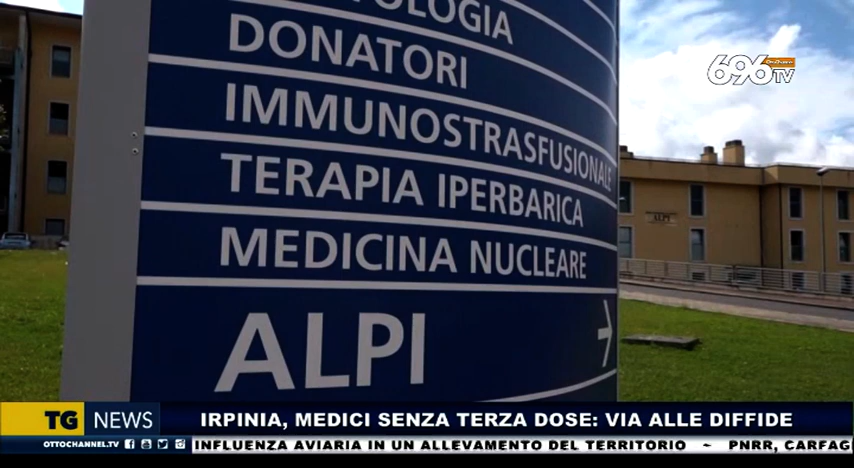 DONATORI
IMMUNOSTRASFUSIONALE
TERAPIA IPERBARICA
MEDICINA NUCLEARE
ALPI
ALPI
696 TV
TG NEWS
IRPINIA, MEDICI SENZA TERZA DOSE: VIA ALLE DIFFIDE
OTTOCHANNEL.TV
INFLUENZA AVIARIA IN UN ALLEVAMENTO DEL TERRITORIO ~ PNRR, CARFAG